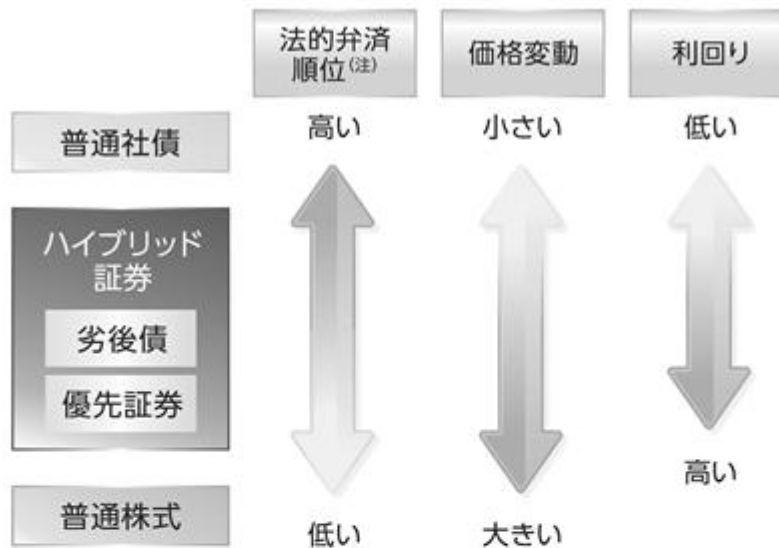 法的弁済
順位(注)
価格変動
利回り
普通社債
高い
小さい
低い
ハイブリッド
証券
劣後債
優先証券
高い
普通株式
低い
大きい